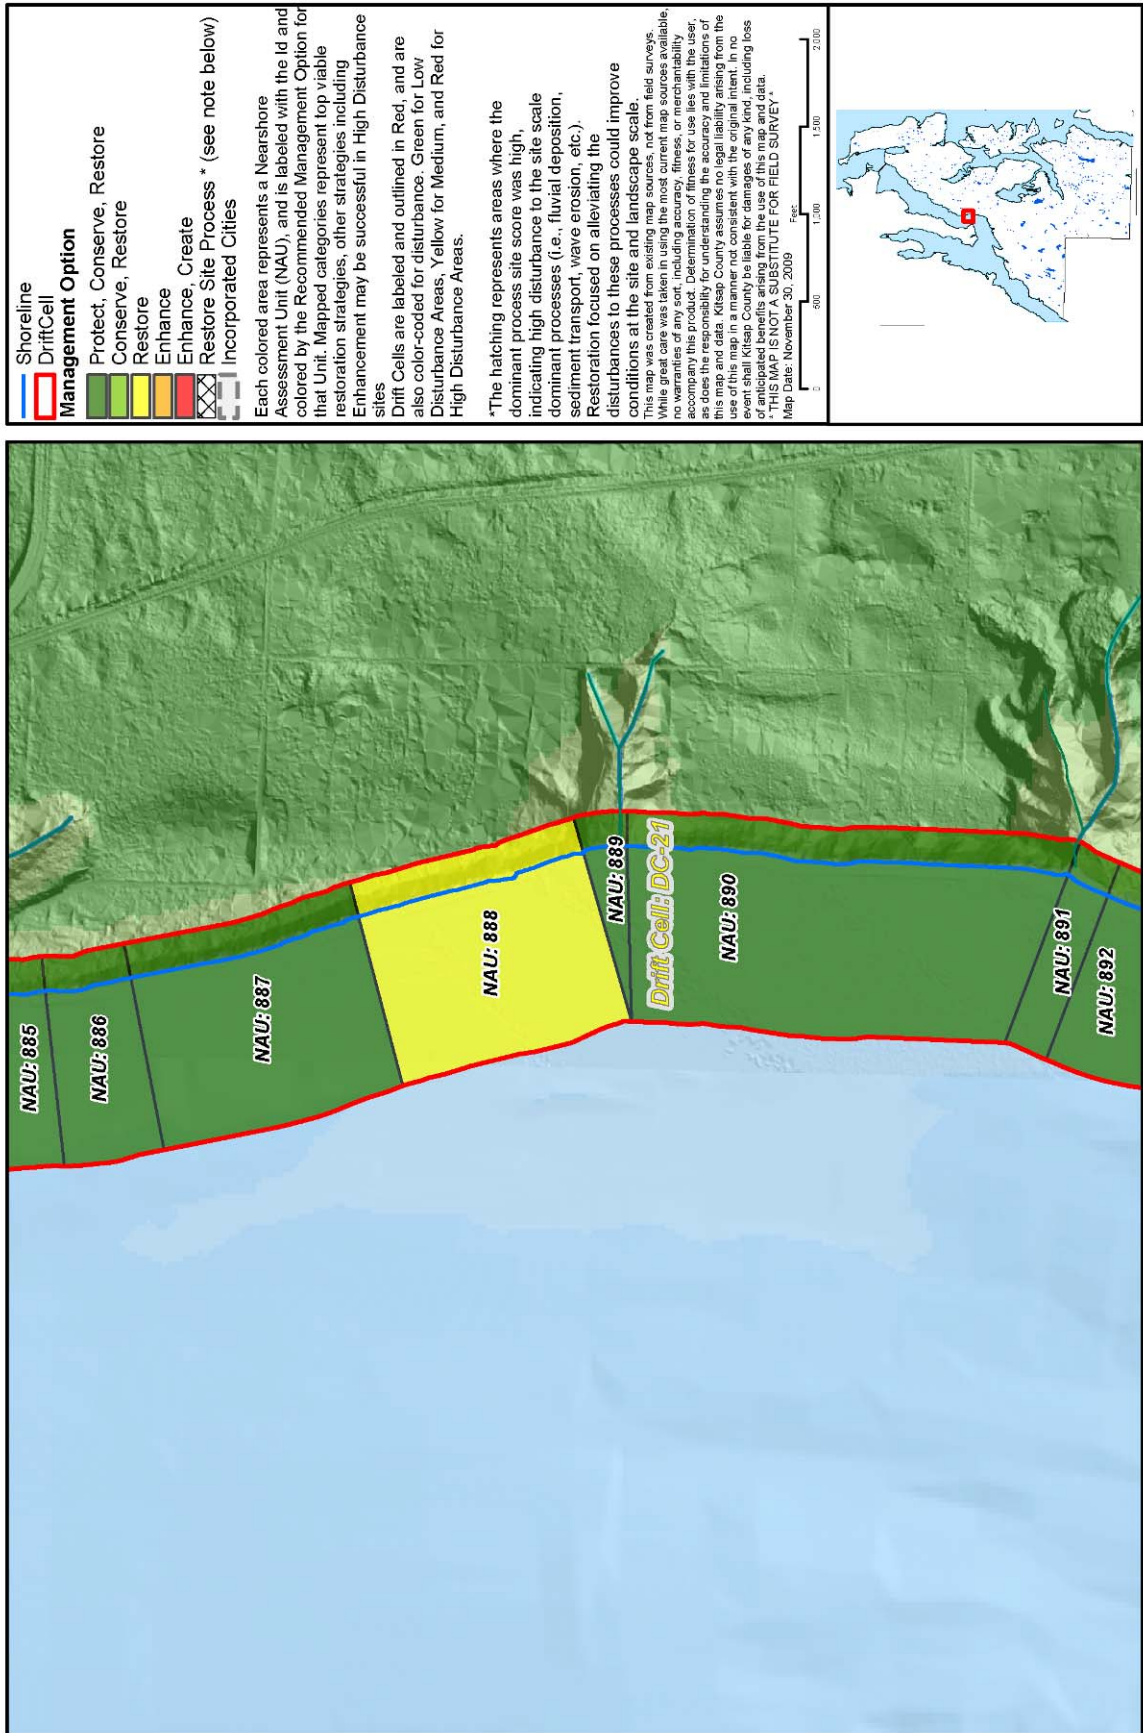 Shoreline
DriftCell
Management Option
Protect, Conserve, Restore
Conserve, Restore
Restore
Enhance
Enhance, Create
Restore Site Process * (see note below)
Incorporated Cities
Each colored area represents a Nearshore
Assessment Unit (NAU), and is labeled with the Id and
colored by the Recommended Management Option for
that Unit. Mapped categories represent top viable
restoration strategies, other strategies including
Enhancement may be successful in High Disturbance
sites
Drift Cells are labeled and outlined in Red, and are
also color-coded for disturbance. Green for Low
Disturbance Areas, Yellow for Medium, and Red for
High Disturbance Areas.
*The hatching represents areas where the
dominant process site score was high,
indicating high disturbance to the site scale
dominant processes (i.e., fluvial deposition,
sediment transport, wave erosion, etc.).
Restoration focused on alleviating the
disturbances to these processes could improve
conditions at the site and landscape scale.
This map was created from existing map sources, not from field surveys.
While great care was taken in using the most current map sources available,
no warranties of any sort, including accuracy, fitness, or merchantability
accompany this product. Determination of fitness for use lies with the user,
as does the responsiblity for understanding the accuracy and limitations of
this map and data. Kitsap County assumes no legal liability arising from the
use of this map in a manner not consistent with the original intent. In no
event shall Kitsap County be liable for damages of any kind, including loss
of anticipated benefits arising from the use of this map and data.
* THIS MAP IS NOT A SUBSTITUTE FOR FIELD SURVEY *
Map Date: November 30, 2009
Feet
0 500 1,000 1,500 2,000
NAU: 885
NAU: 886
NAU: 887
NAU: 888
NAU: 889
Drift Cell: DC-21
NAU: 890
NAU: 891
NAU: 892